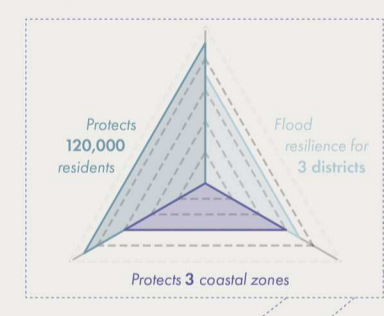 Protects
120,000
residents
Flood
resilience for
3 districts
Protects 3 coastal zones